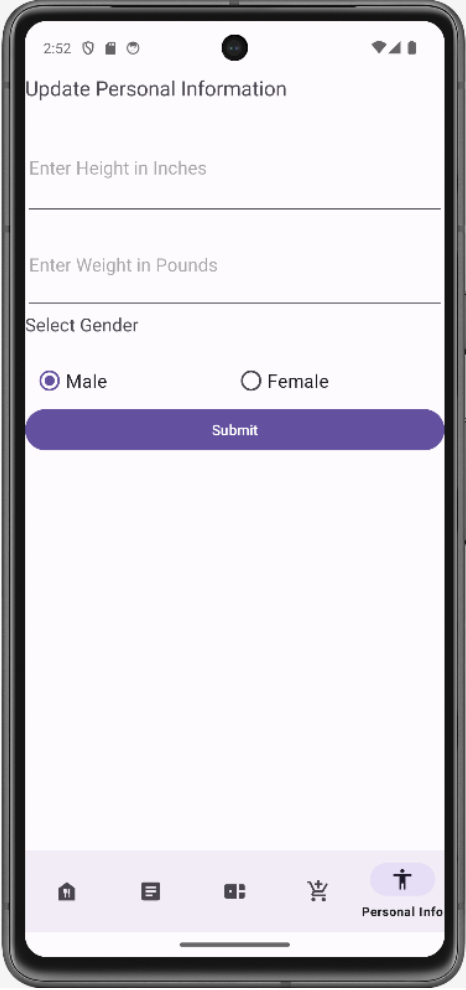 2:52
Update Personal Information
Enter Height in Inches
Enter Weight in Pounds
Select Gender
Male
Female
Submit
Personal Info